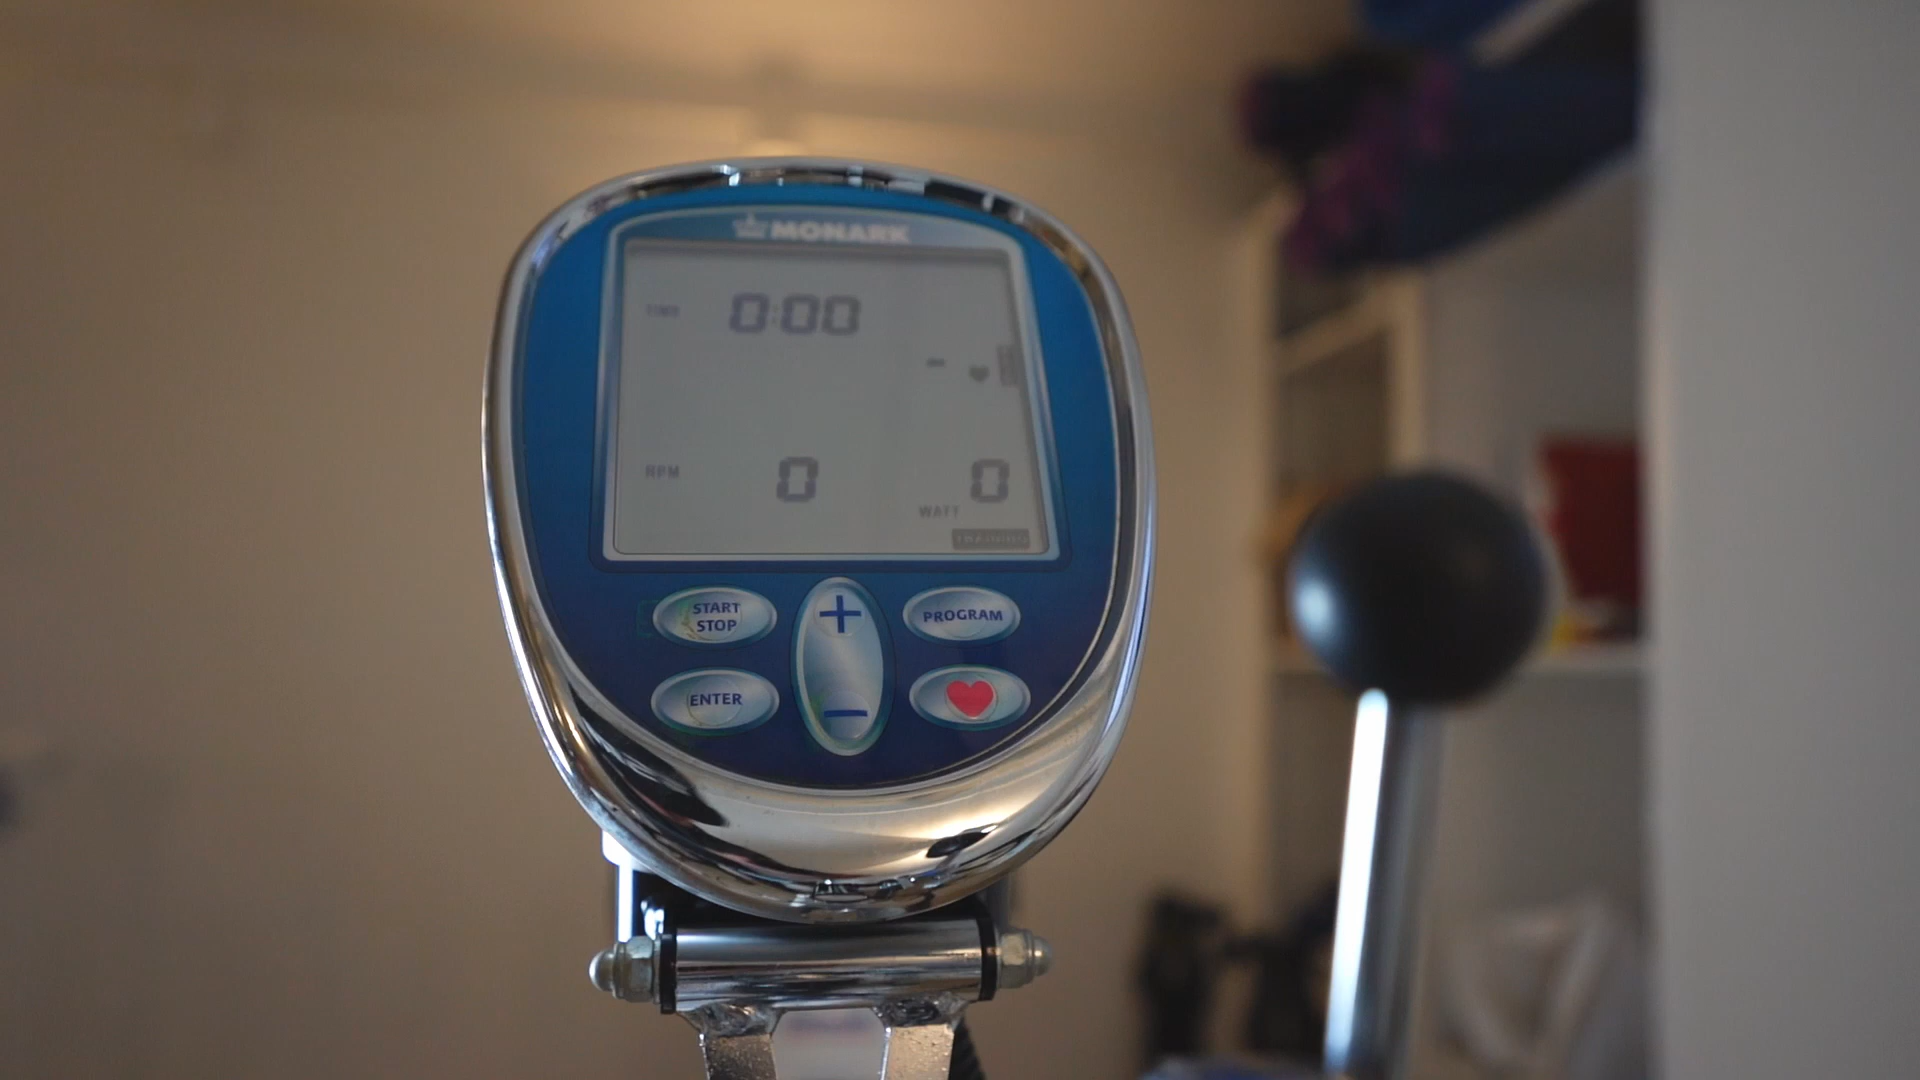 MONARK
TIME 0:00
-
RPM 0 0
WATT
START
STOP
+
PROGRAM
ENTER
-